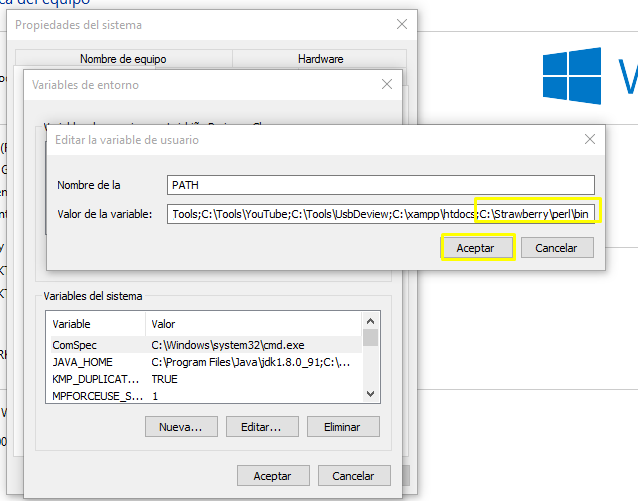 ca del equipo
Propiedades del sistema
Nombre de equipo
Hardware
Variables de entorno
Editar la variable de usuario
Nombre de la
PATH
Valor de la variable:
Tools;C:\Tools\YouTube;C:\Tools\UsbDeview;C:\xampp\htdocs;C:\Strawberry\perl\bin
Aceptar
Cancelar
Variables del sistema
Variable
Valor
ComSpec
C:\Windows\system32\cmd.exe
JAVA_HOME
C:\Program Files\Java\jdk1.8.0_91;C:\...
KMP_DUPLICAT...
TRUE
MPFORCEUSE_S...
1
Nueva...
Editar...
Eliminar
Aceptar
Cancelar